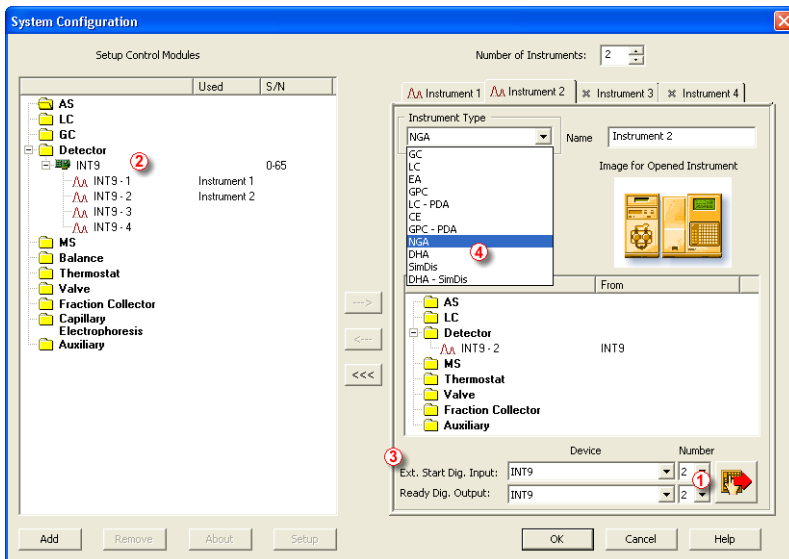 System Configuration
Setup Control Modules
Number of Instruments: 2
Used S/N
AS
LC
GC
Detector
INT9 ② 0-65
INT9 - 1 Instrument 1
INT9 - 2 Instrument 2
INT9 - 3
INT9 - 4
MS
Balance
Thermostat
Valve
Fraction Collector
Capillary
Electrophoresis
Auxiliary
--->
<---
<<<
Instrument 1 Instrument 2 Instrument 3 Instrument 4
Instrument Type
NGA
Name Instrument 2
GC
LC
EA
GPC
LC - PDA
CE
GPC - PDA
NGA
DHA ④
SimDis
DHA - SimDis
Image for Opened Instrument
From
AS
LC
Detector
INT9 - 2 INT9
MS
Thermostat
Valve
Fraction Collector
Auxiliary
Device Number
③
Ext. Start Dig. Input: INT9 2 ①
Ready Dig. Output: INT9 2
Add Remove About Setup OK Cancel Help